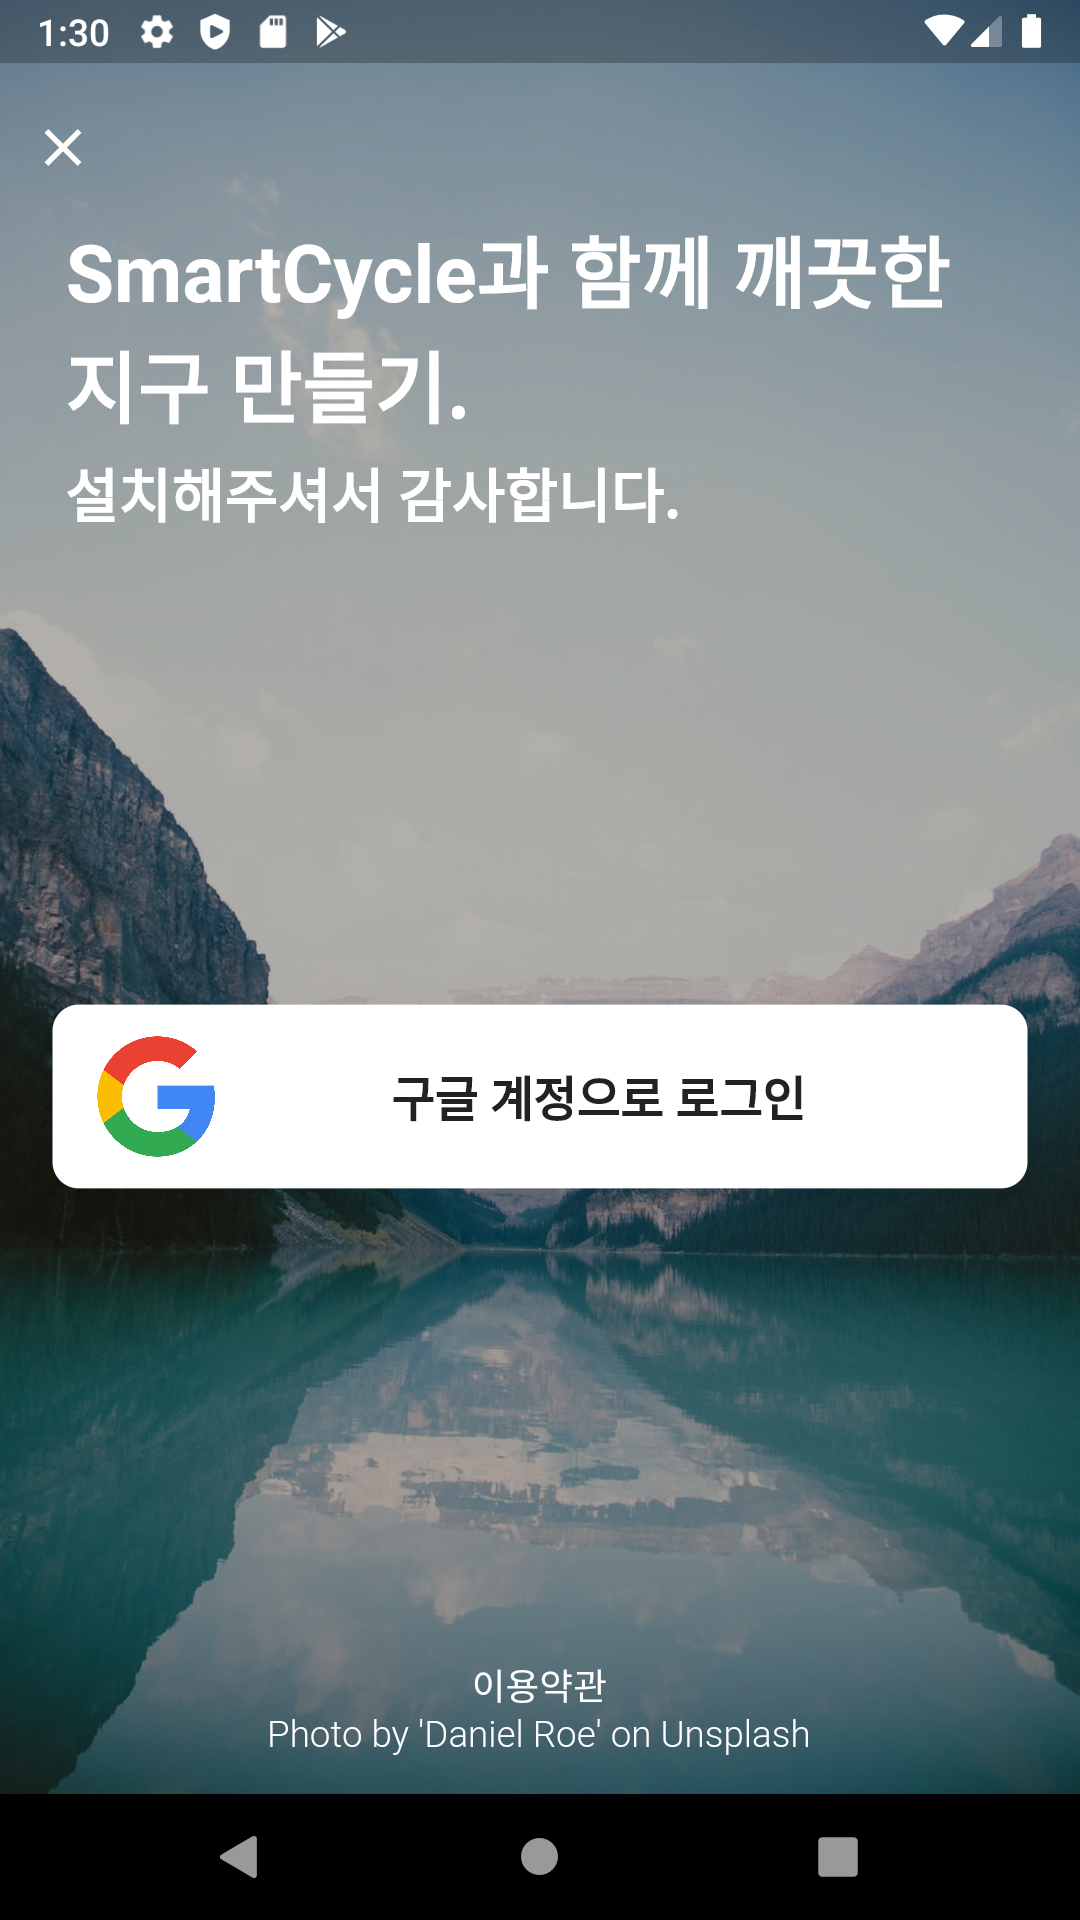 1:30
SmartCycle과 함께 깨끗한
지구 만들기.
설치해주셔서 감사합니다.
구글 계정으로 로그인
이용약관
Photo by 'Daniel Roe' on Unsplash